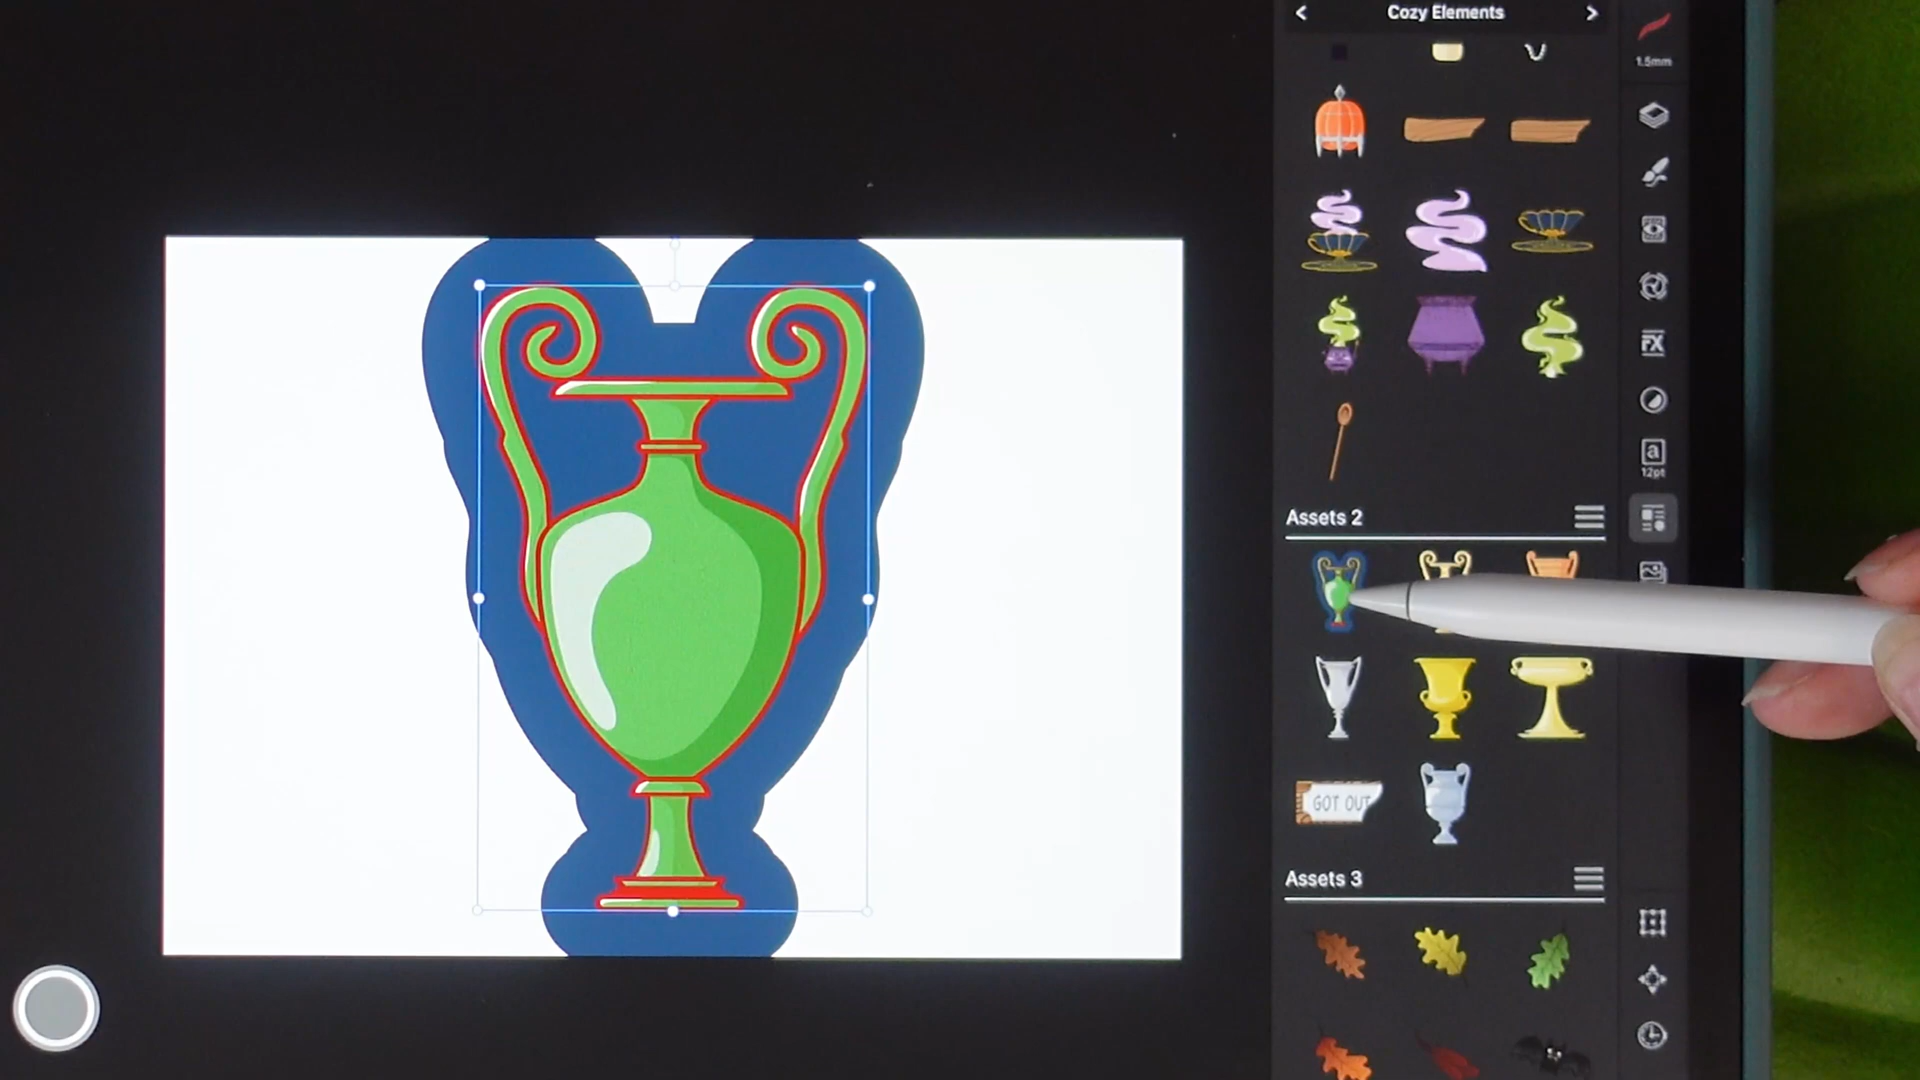 Cozy Elements
1.5mm
FX
a
12pt
Assets 2
GOT OUT
Assets 3